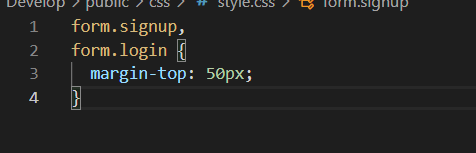 Develop > public > css > # style.css > form.signup
1 form.signup,
2 form.login {
3 margin-top: 50px;
4 }